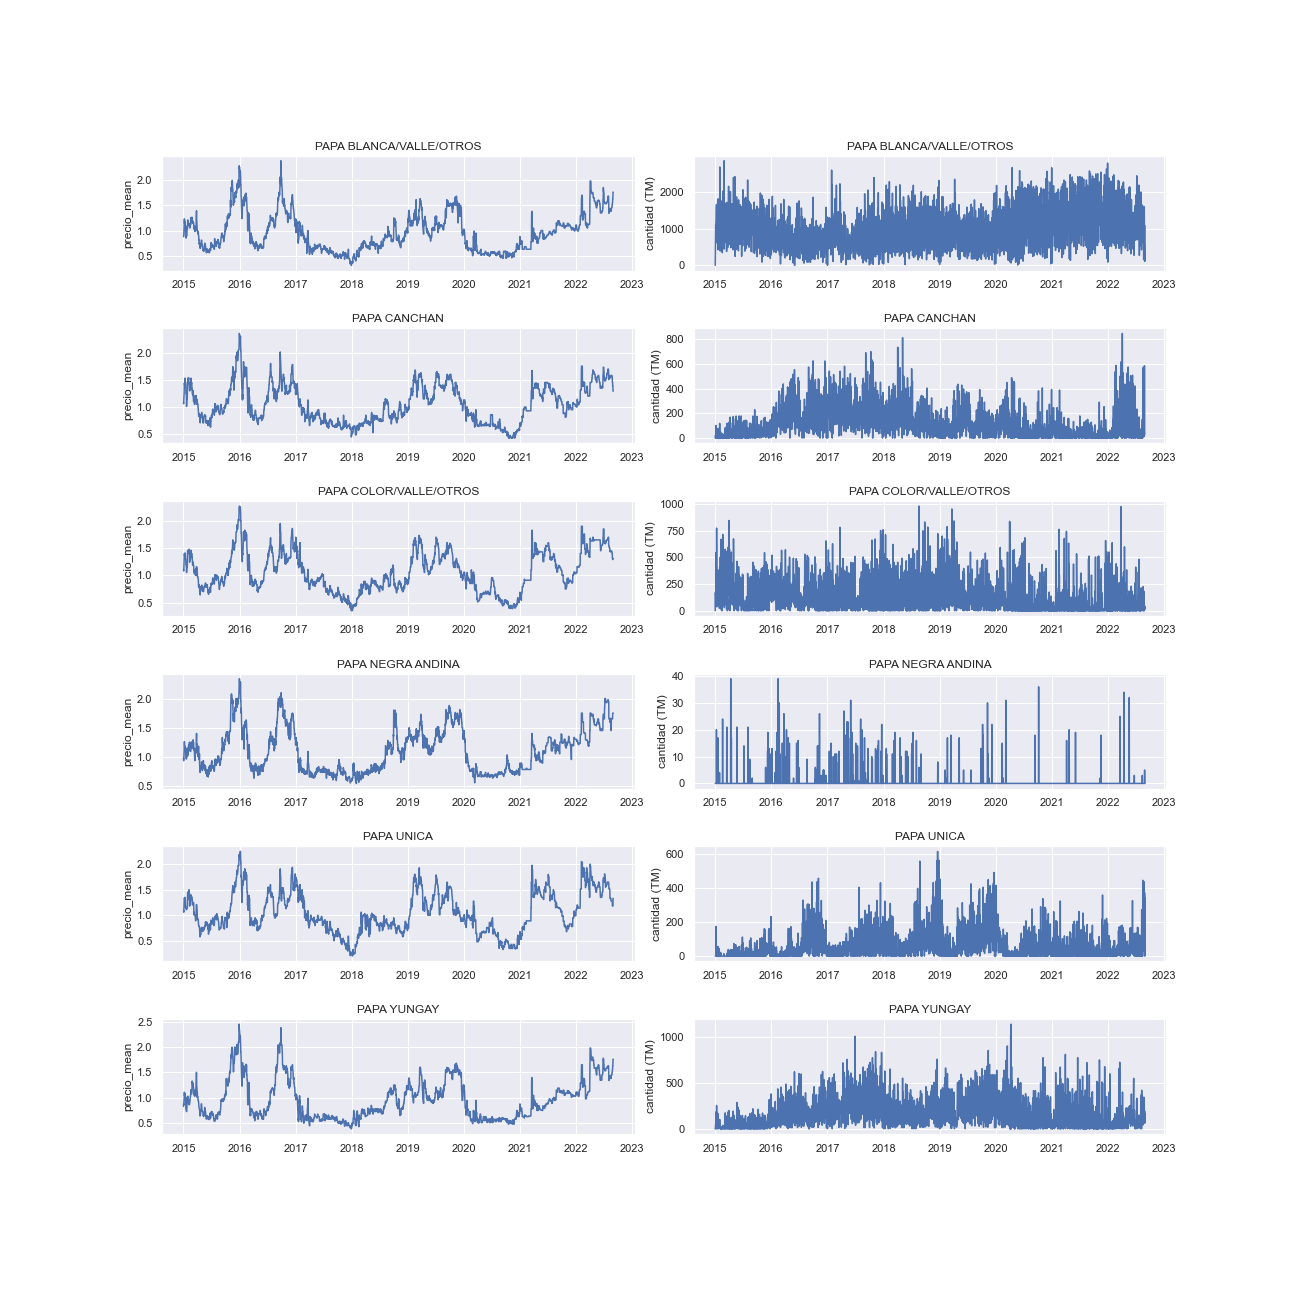 PAPA BLANCA/VALLE/OTROS
precio_mean
2.0
1.5
1.0
0.5
2015 2016 2017 2018 2019 2020 2021 2022 2023
PAPA BLANCA/VALLE/OTROS
cantidad (TM)
2000
1000
0
2015 2016 2017 2018 2019 2020 2021 2022 2023
PAPA CANCHAN
precio_mean
2.0
1.5
1.0
0.5
2015 2016 2017 2018 2019 2020 2021 2022 2023
PAPA CANCHAN
cantidad (TM)
800
600
400
200
0
2015 2016 2017 2018 2019 2020 2021 2022 2023
PAPA COLOR/VALLE/OTROS
precio_mean
2.0
1.5
1.0
0.5
2015 2016 2017 2018 2019 2020 2021 2022 2023
PAPA COLOR/VALLE/OTROS
cantidad (TM)
1000
750
500
250
0
2015 2016 2017 2018 2019 2020 2021 2022 2023
PAPA NEGRA ANDINA
precio_mean
2.0
1.5
1.0
0.5
2015 2016 2017 2018 2019 2020 2021 2022 2023
PAPA NEGRA ANDINA
cantidad (TM)
40
30
20
10
0
2015 2016 2017 2018 2019 2020 2021 2022 2023
PAPA UNICA
precio_mean
2.0
1.5
1.0
0.5
2015 2016 2017 2018 2019 2020 2021 2022 2023
PAPA UNICA
cantidad (TM)
600
400
200
0
2015 2016 2017 2018 2019 2020 2021 2022 2023
PAPA YUNGAY
precio_mean
2.5
2.0
1.5
1.0
0.5
2015 2016 2017 2018 2019 2020 2021 2022 2023
PAPA YUNGAY
cantidad (TM)
1000
500
0
2015 2016 2017 2018 2019 2020 2021 2022 2023